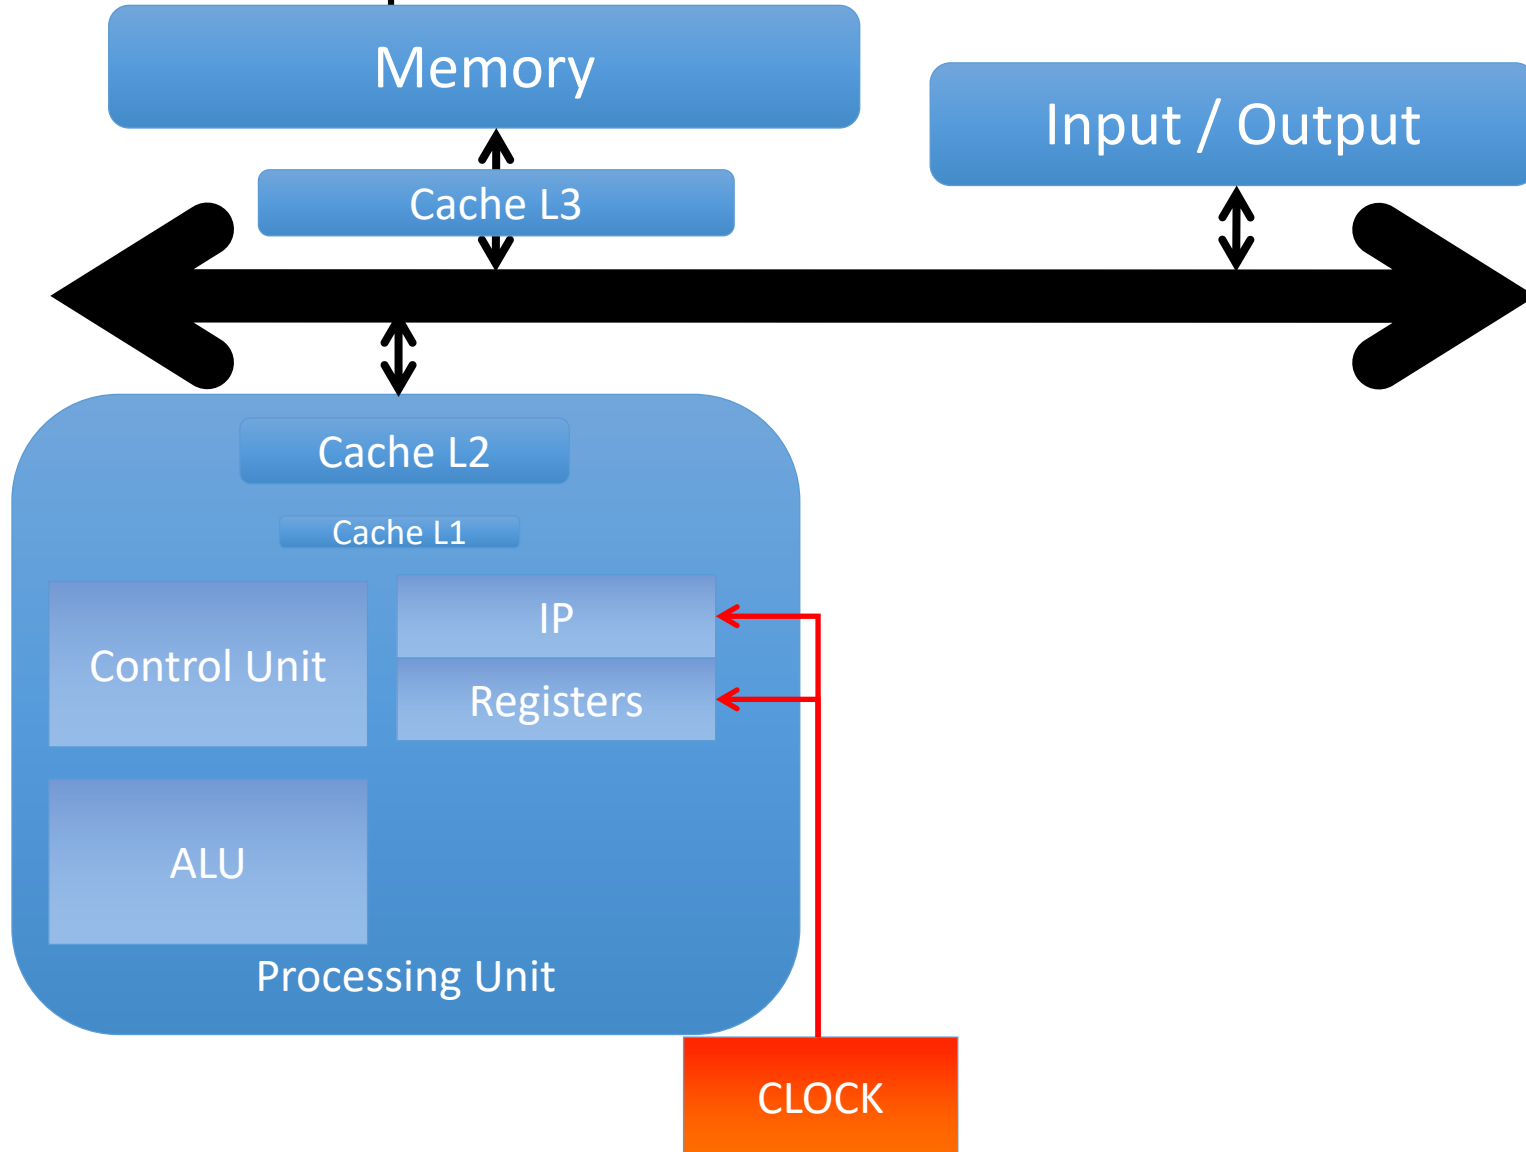 Memory
Input / Output
Cache L3
Cache L2
Cache L1
IP
Control Unit
Registers
ALU
Processing Unit
CLOCK